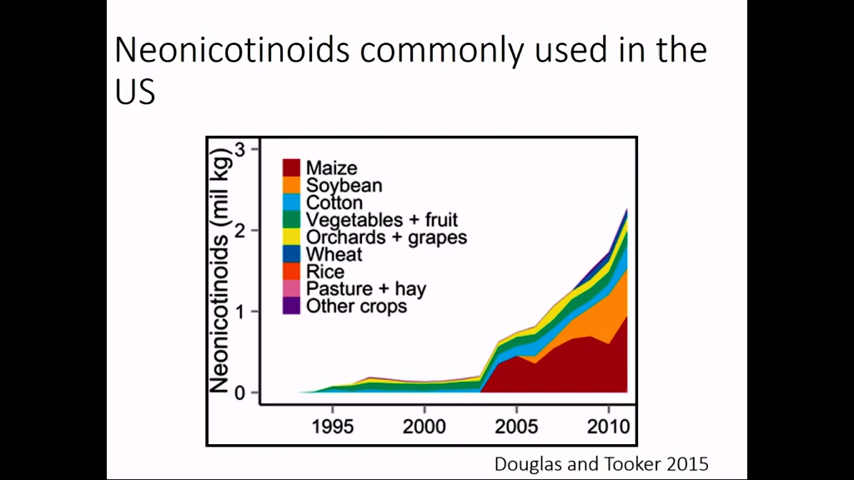 Neonicotinoids commonly used in the
US
Neonicotinoids (mil kg)
3
2
1
0
Maize
Soybean
Cotton
Vegetables + fruit
Orchards + grapes
Wheat
Rice
Pasture + hay
Other crops
1995 2000 2005 2010
Douglas and Tooker 2015